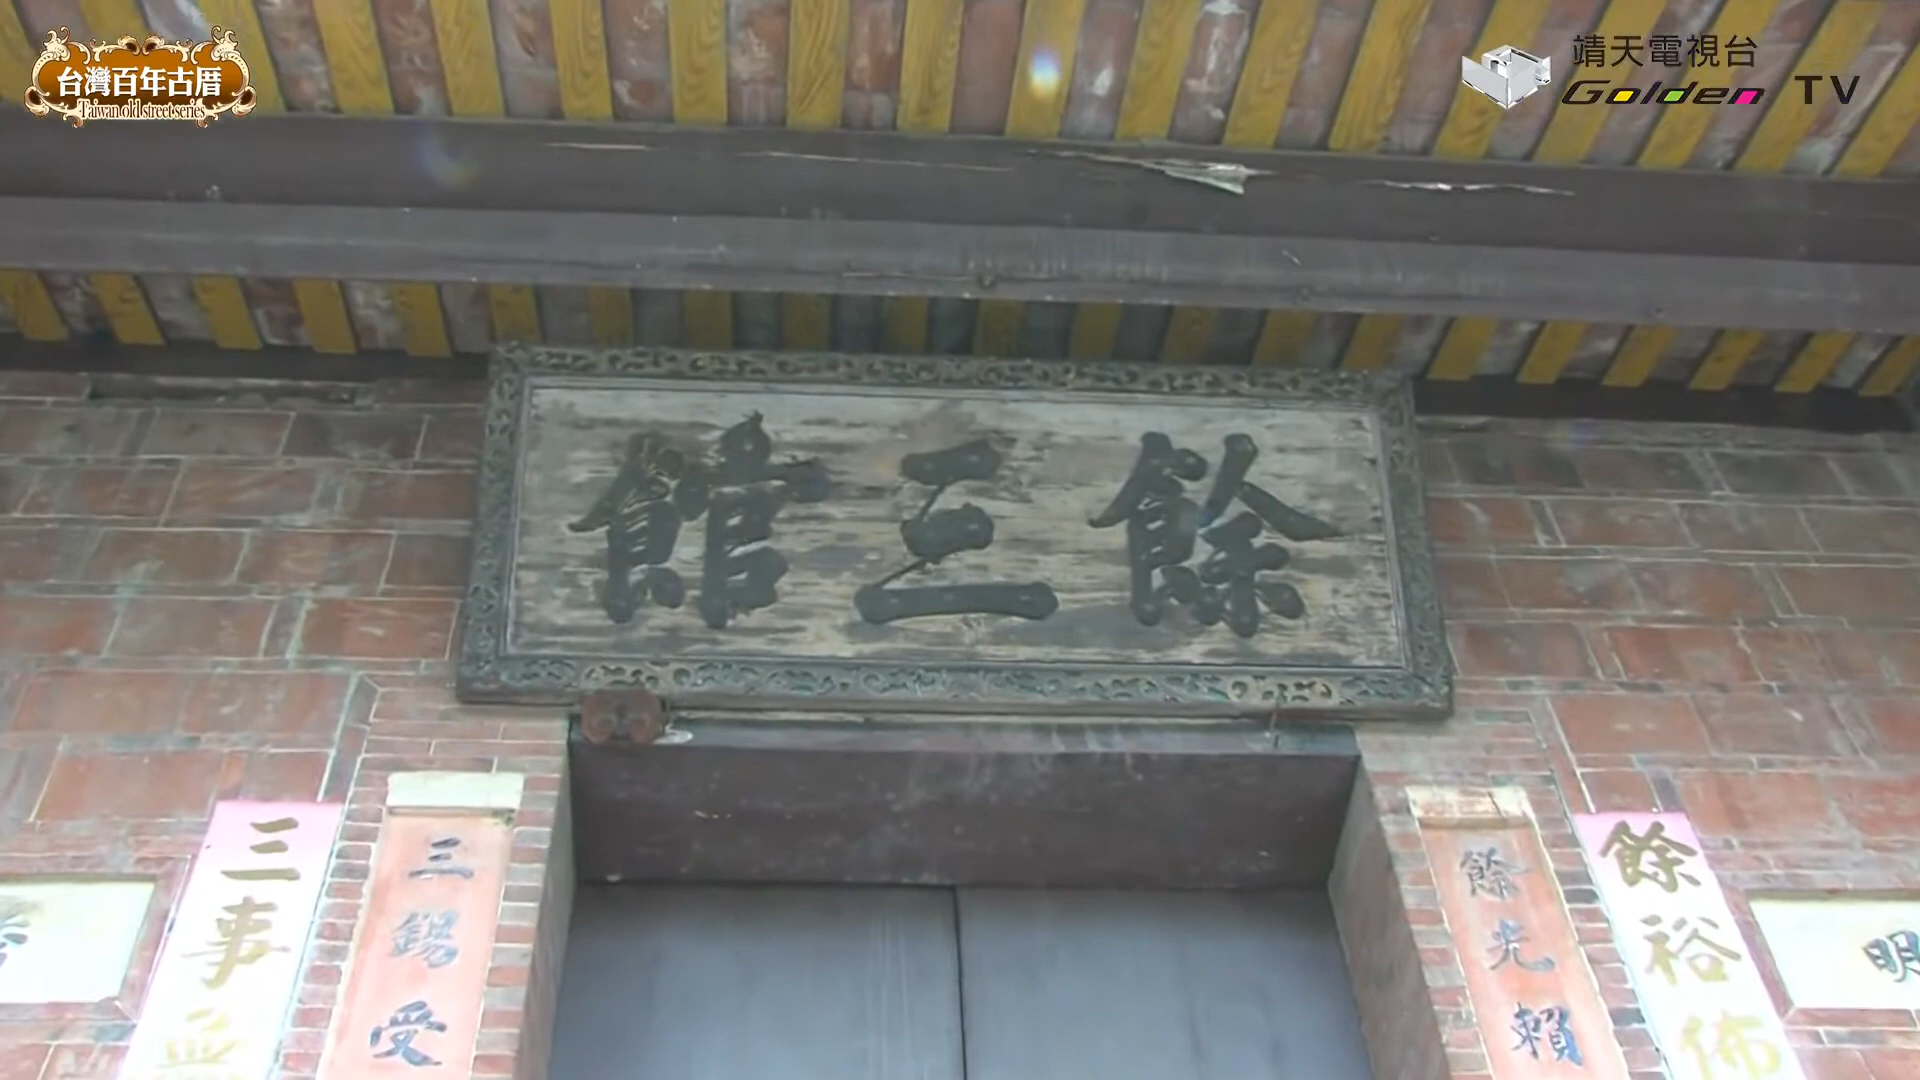 台灣百年古厝
Taiwan old street series
靖天電視台
Golden TV
餘三館
餘裕佈
餘光賴
三錫受
三事
明